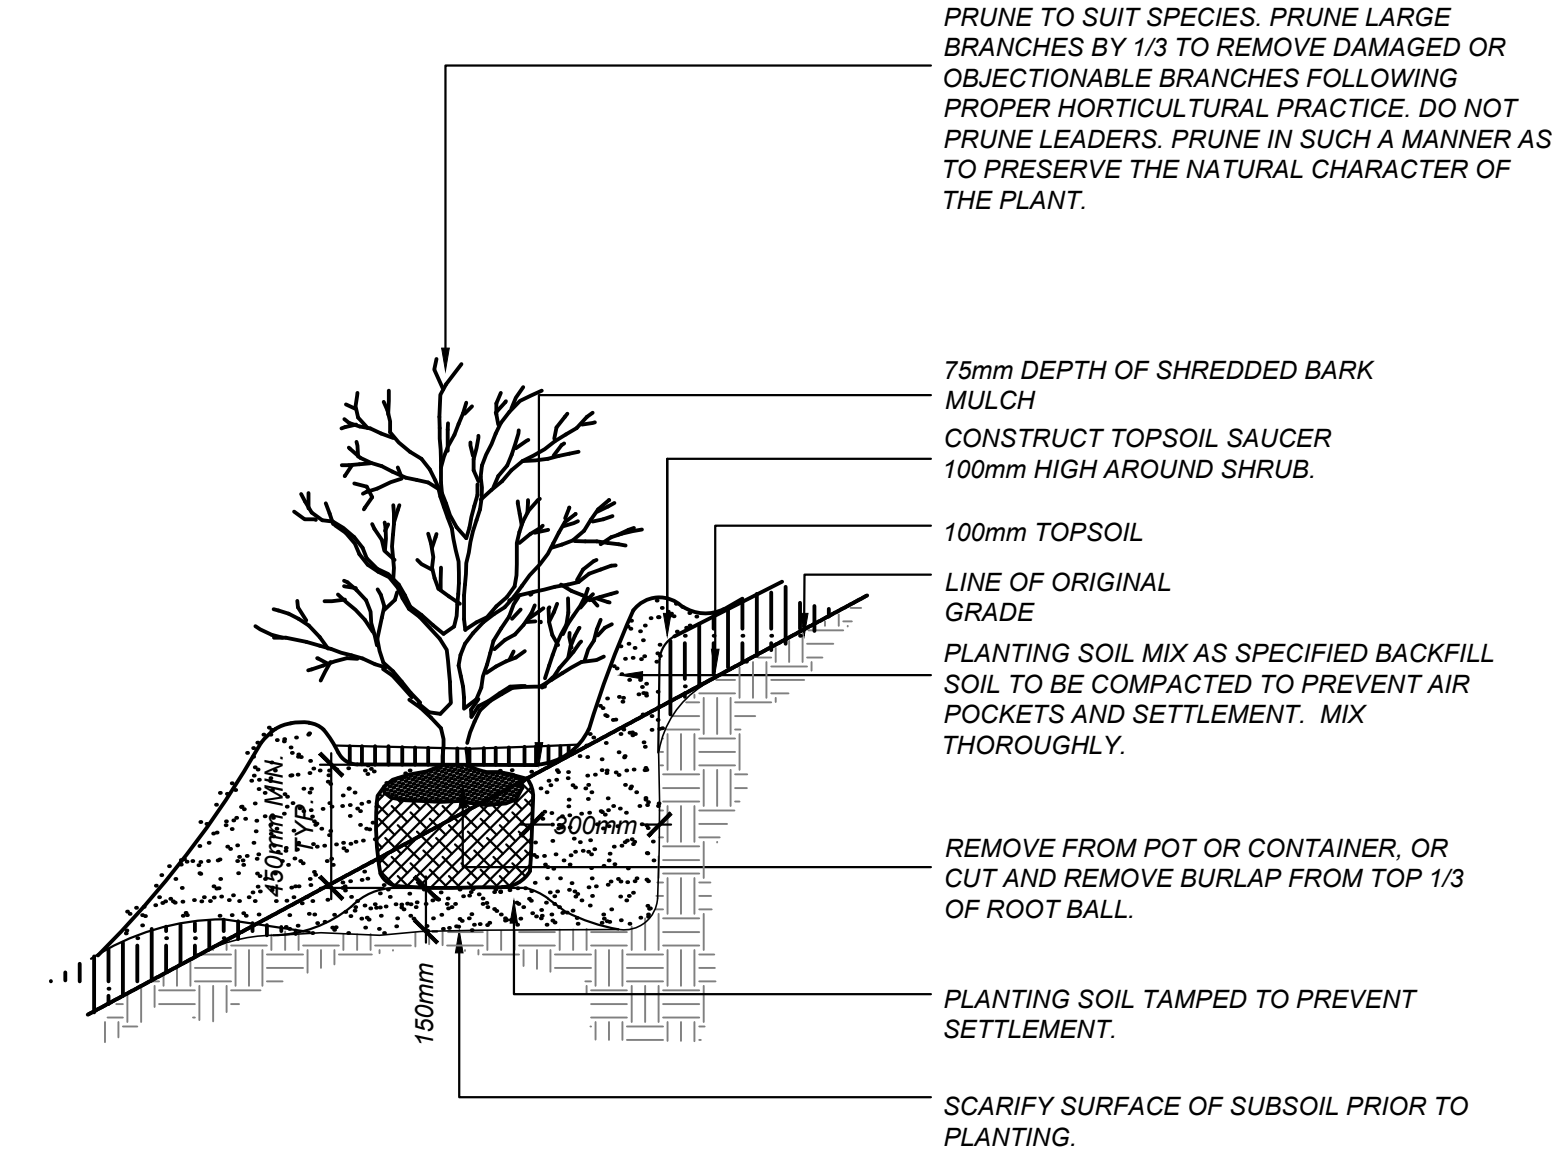 PRUNE TO SUIT SPECIES. PRUNE LARGE
BRANCHES BY 1/3 TO REMOVE DAMAGED OR
OBJECTIONABLE BRANCHES FOLLOWING
PROPER HORTICULTURAL PRACTICE. DO NOT
PRUNE LEADERS. PRUNE IN SUCH A MANNER AS
TO PRESERVE THE NATURAL CHARACTER OF
THE PLANT.
75mm DEPTH OF SHREDDED BARK
MULCH
CONSTRUCT TOPSOIL SAUCER
100mm HIGH AROUND SHRUB.
100mm TOPSOIL
LINE OF ORIGINAL
GRADE
PLANTING SOIL MIX AS SPECIFIED BACKFILL
SOIL TO BE COMPACTED TO PREVENT AIR
POCKETS AND SETTLEMENT. MIX
THOROUGHLY.
450mm MIN
TYP
300mm
REMOVE FROM POT OR CONTAINER, OR
CUT AND REMOVE BURLAP FROM TOP 1/3
OF ROOT BALL.
150mm
PLANTING SOIL TAMPED TO PREVENT
SETTLEMENT.
SCARIFY SURFACE OF SUBSOIL PRIOR TO
PLANTING.